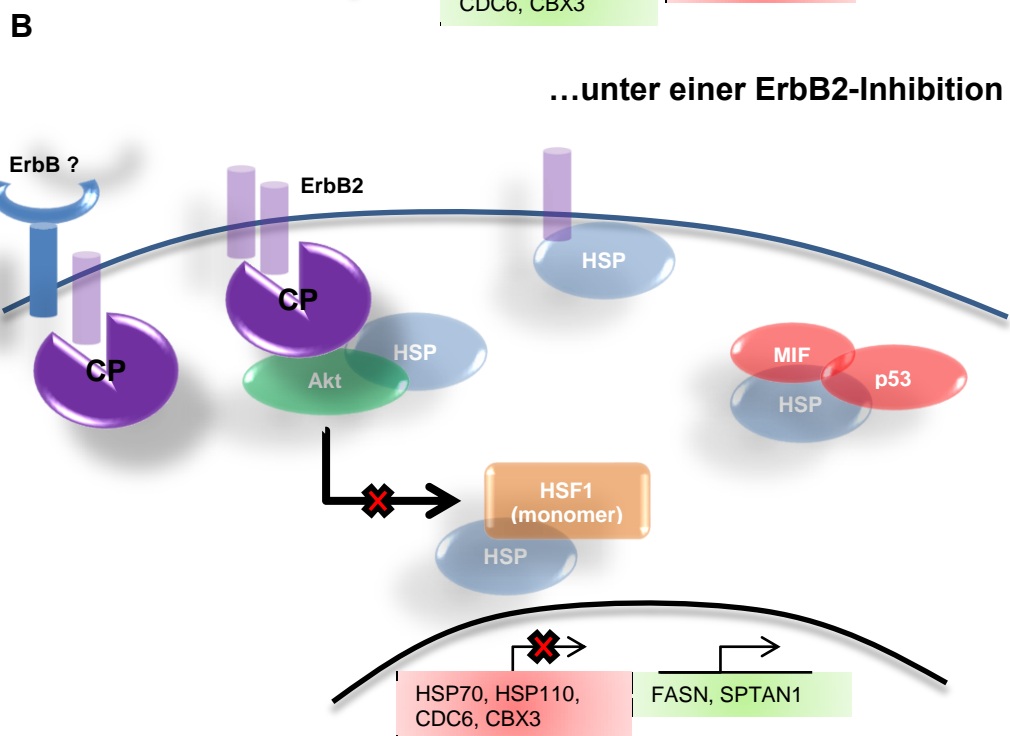 CDC6, CBX3
B
…unter einer ErbB2-Inhibition
ErbB ?
ErbB2
HSP
CP
HSP
Akt
CP
MIF
p53
HSP
HSF1
(monomer)
HSP
HSP70, HSP110,
CDC6, CBX3
FASN, SPTAN1